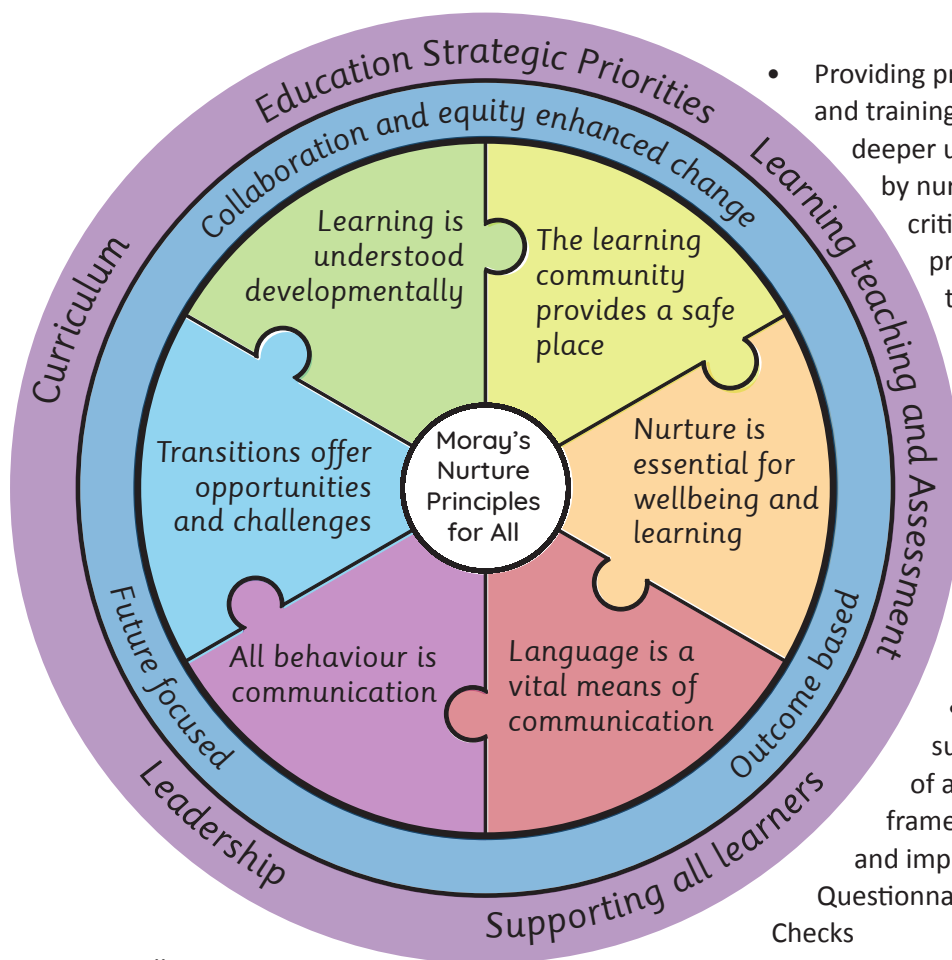 Education Strategic Priorities
Learning teaching and Assessment
Supporting all learners
Leadership
Curriculum
Collaboration and equity enhanced change
Outcome based
Future focused
Learning is
understood
developmentally
The learning
community
provides a safe
place
Nurture is
essential for
wellbeing and
learning
Language is a
vital means of
communication
All behaviour is
communication
Transitions offer
opportunities
and challenges
Moray's
Nurture
Principles
for All
• Providing
and training
deeper
by
of
and
Checks